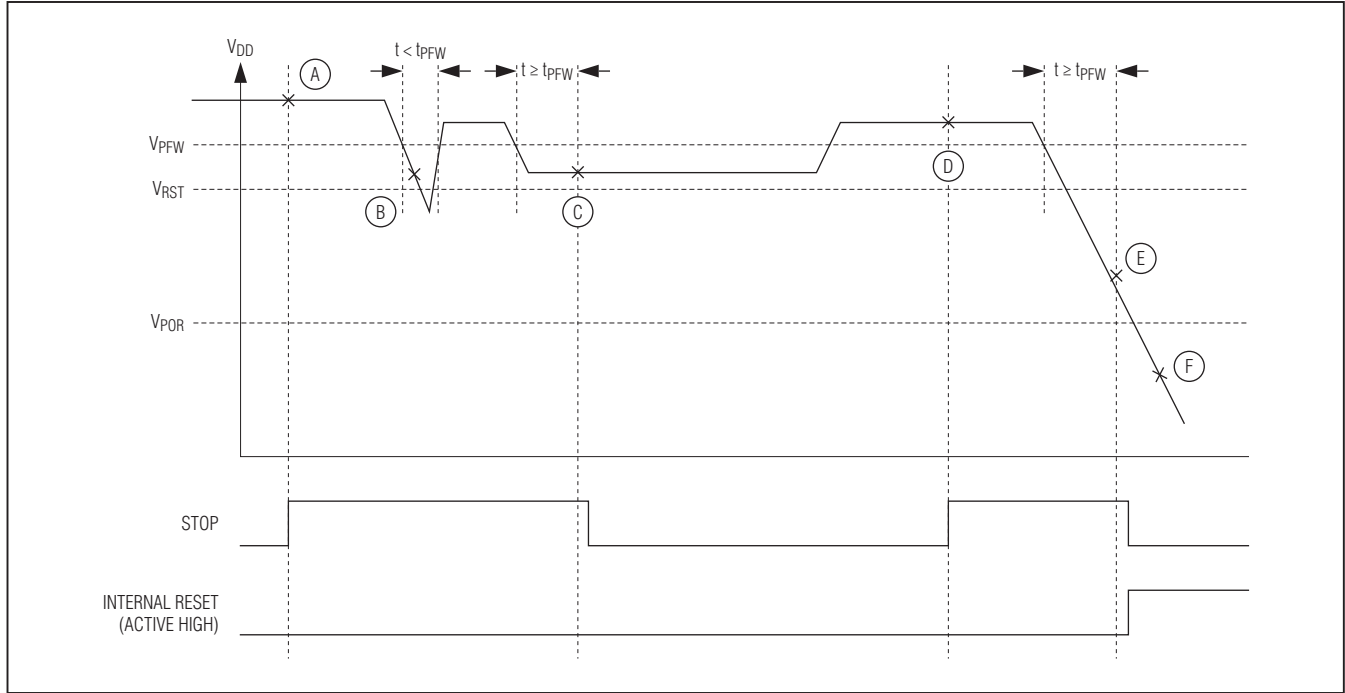 VDD
t < tPFW
A
t ≥ tPFW
t ≥ tPFW
VPFW
D
VRST
B
C
E
VPOR
F
STOP
INTERNAL RESET
(ACTIVE HIGH)